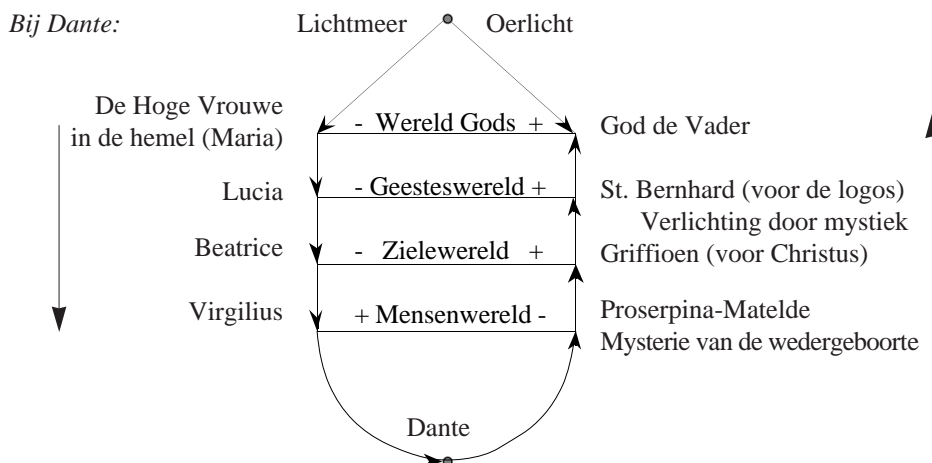 Bij Dante:
Lichtmeer Oerlicht
De Hoge Vrouwe
in de hemel (Maria)
- Wereld Gods +
God de Vader
Lucia
- Geesteswereld +
St. Bernhard (voor de logos)
Verlichting door mystiek
Beatrice
- Zielewereld +
Griffioen (voor Christus)
Virgilius
+ Mensenwereld -
Proserpina-Matelde
Mysterie van de wedergeboorte
Dante